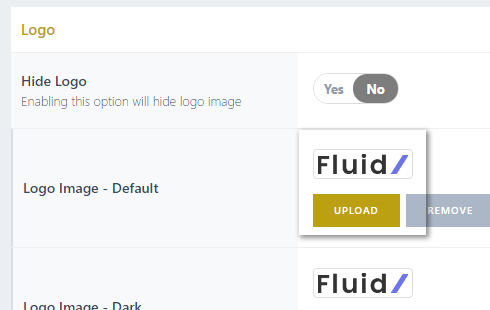 Logo
Hide Logo
Enabling this option will hide logo image
Yes No
Fluid
Logo Image - Default
UPLOAD REMOVE
Fluid
Logo Image - Dark